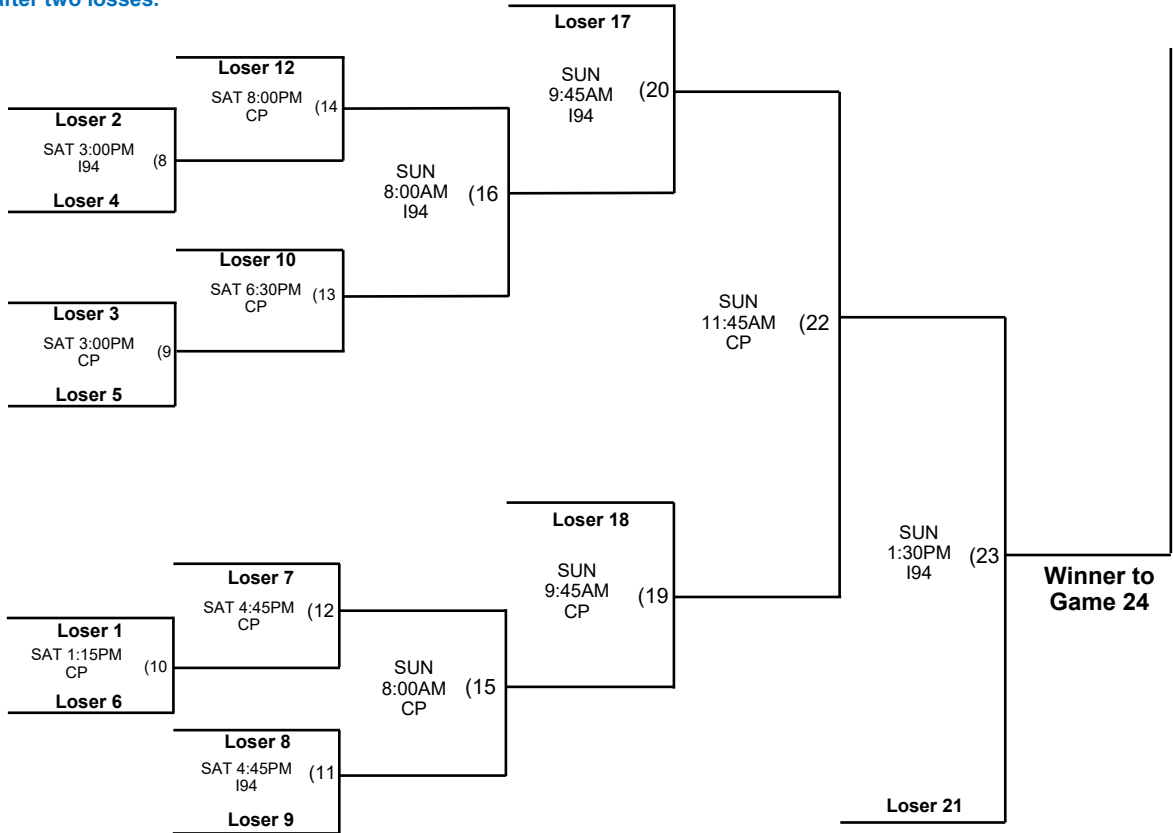 after two losses.
Loser 17
SUN
9:45AM
I94
(20
Loser 12
SAT 8:00PM
CP
(14
Loser 2
SAT 3:00PM
I94
(8
Loser 4
SUN
8:00AM
I94
(16
Loser 10
SAT 6:30PM
CP
(13
Loser 3
SAT 3:00PM
CP
(9
Loser 5
SUN
11:45AM
CP
(22
Loser 18
SUN
9:45AM
CP
(19
SUN
1:30PM
I94
(23
Winner to
Game 24
Loser 7
SAT 4:45PM
CP
(12
Loser 1
SAT 1:15PM
CP
(10
Loser 6
SUN
8:00AM
CP
(15
Loser 8
SAT 4:45PM
I94
(11
Loser 9
Loser 21